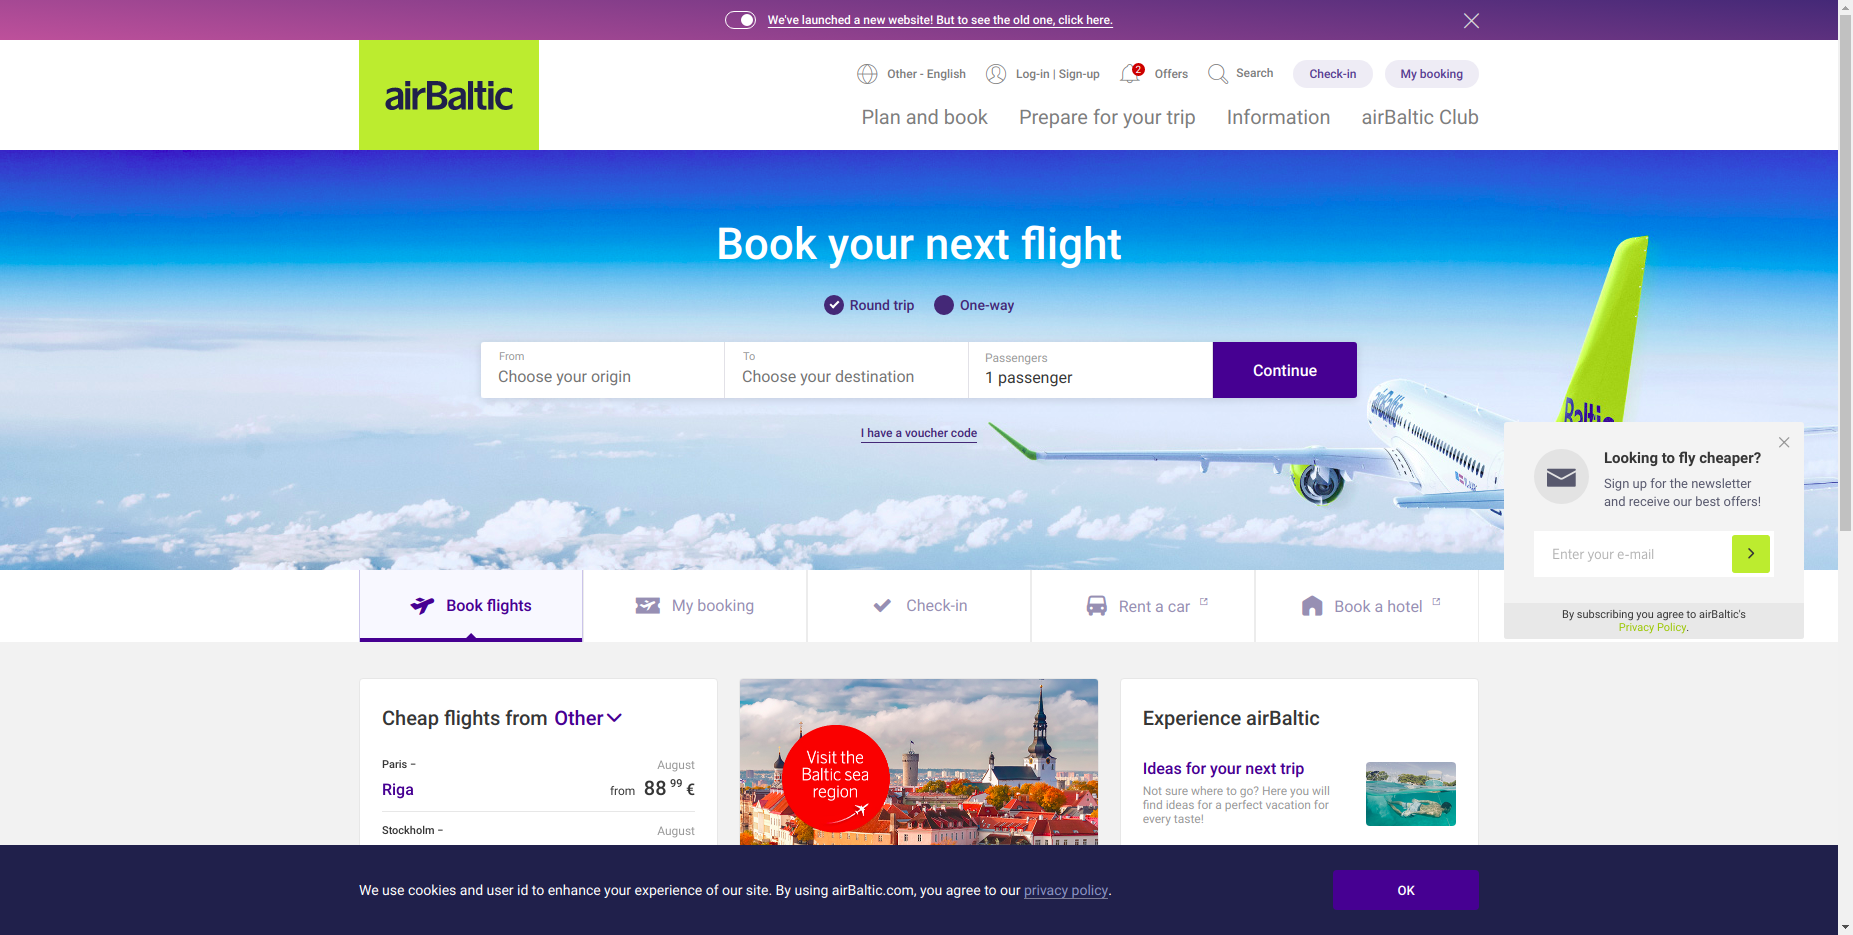 We've launched a new website! But to see the old one, click here.
airBaltic
Other - English
Log-in | Sign-up
2
Offers
Search
Check-in
My booking
Plan and book
Prepare for your trip
Information
airBaltic Club
Book your next flight
Round trip
One-way
From
Choose your origin
To
Choose your destination
Passengers
1 passenger
Continue
I have a voucher code
airBaltic
Baltic
Looking to fly cheaper?
Sign up for the newsletter
and receive our best offers!
Enter your e-mail
By subscribing you agree to airBaltic's
Privacy Policy.
Book flights
My booking
Check-in
Rent a car
Book a hotel
Cheap flights from Other
Paris – August
Riga from 88 99 €
Stockholm – August
Visit the
Baltic sea
region
Experience airBaltic
Ideas for your next trip
Not sure where to go? Here you will
find ideas for a perfect vacation for
every taste!
We use cookies and user id to enhance your experience of our site. By using airBaltic.com, you agree to our privacy policy.
OK